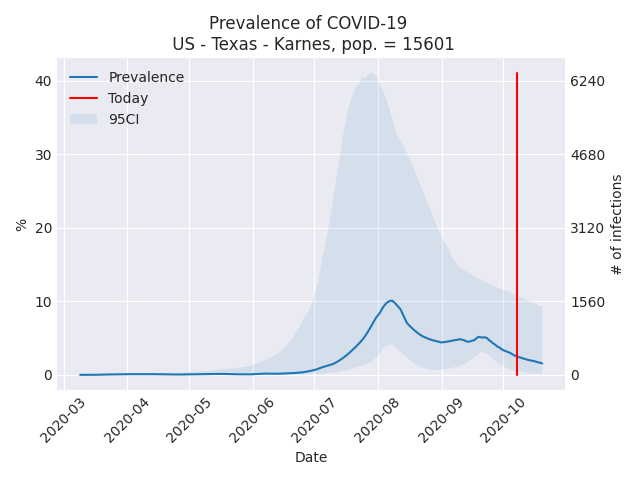 Prevalence of COVID-19
US - Texas - Karnes, pop. = 15601
Prevalence
Today
95CI
40
30
20
10
0
%
6240
4680
3120
1560
0
# of infections
2020-03
2020-04
2020-05
2020-06
2020-07
2020-08
2020-09
2020-10
Date